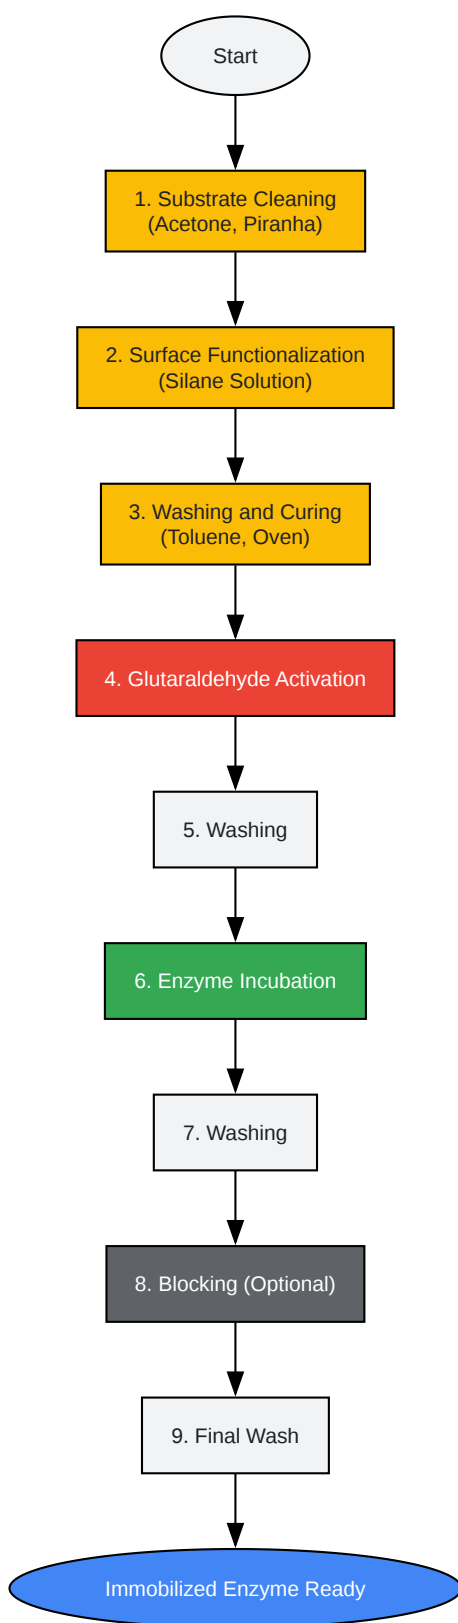 Start
1. Substrate Cleaning
(Acetone, Piranha)
2. Surface Functionalization
(Silane Solution)
3. Washing and Curing
(Toluene, Oven)
4. Glutaraldehyde Activation
5. Washing
6. Enzyme Incubation
7. Washing
8. Blocking (Optional)
9. Final Wash
Immobilized Enzyme Ready